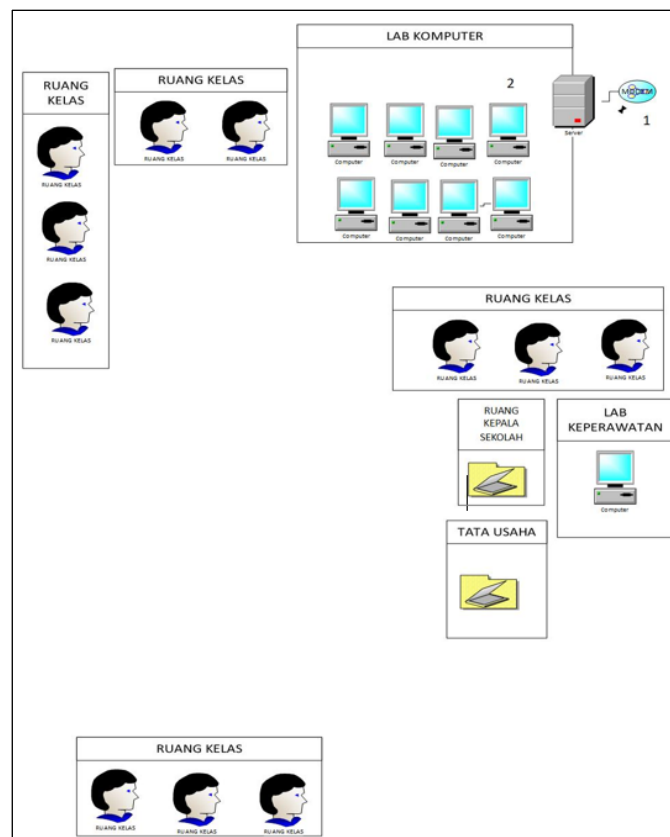 LAB KOMPUTER
2
Server
MODEM
1
Computer
Computer
Computer
Computer
Computer
Computer
Computer
Computer
RUANG KELAS
RUANG KELAS
RUANG KELAS
RUANG
KELAS
RUANG KELAS
RUANG KELAS
RUANG KELAS
RUANG KELAS
RUANG KELAS
RUANG KELAS
RUANG KELAS
RUANG
KEPALA
SEKOLAH
LAB
KEPERAWATAN
Computer
TATA USAHA
RUANG KELAS
RUANG KELAS
RUANG KELAS
RUANG KELAS